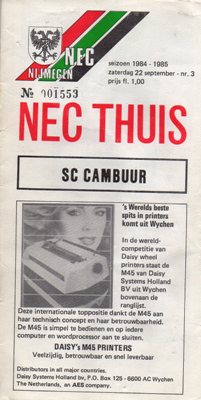 NEC
NIJMEGEN
seizoen 1984 - 1985
zaterdag 22 september - nr. 3
prijs fl. 1,00
№ 001553
NEC THUIS
SC CAMBUUR
's Werelds beste
spits in printers
komt uit Wychen
In de wereld-
competitie van
Daisy wheel
printers staat de
M45 van Daisy
Systems Holland
BV uit Wychen
bovenaan de
ranglijst.
Deze internationale toppositie dankt de M45 aan
haar technisch concept en haar betrouwbaarheid.
De M45 is simpel te bedienen en op iedere
computer en wordprocessor aan te sluiten.
DAISY's M45 PRINTERS
Veelzijdig, betrouwbaar en snel leverbaar
Distributors in all major countries.
Daisy Systems Holland bv, P.O. Box 125 - 6600 AC Wychen
The Netherlands, an AES company.